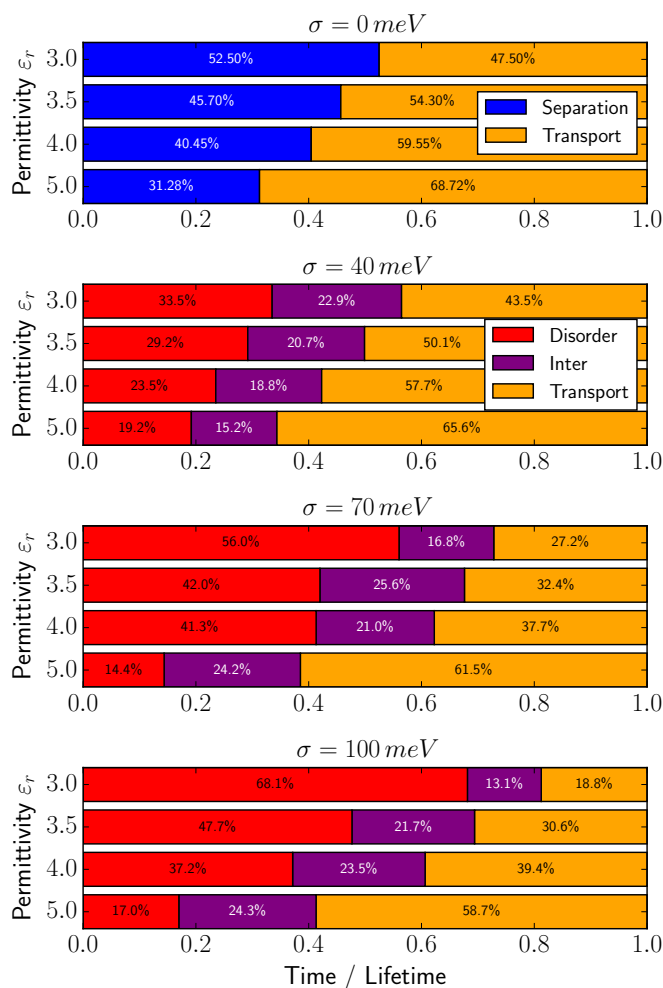 σ = 0 meV
Permittivity εr
3.0
52.50% 47.50%
3.5
45.70% 54.30%
4.0
40.45% 59.55%
5.0
31.28% 68.72%
Separation
Transport
0.0 0.2 0.4 0.6 0.8 1.0
σ = 40 meV
Permittivity εr
3.0
33.5% 22.9% 43.5%
3.5
29.2% 20.7% 50.1%
4.0
23.5% 18.8% 57.7%
5.0
19.2% 15.2% 65.6%
Disorder
Inter
Transport
0.0 0.2 0.4 0.6 0.8 1.0
σ = 70 meV
Permittivity εr
3.0
56.0% 16.8% 27.2%
3.5
42.0% 25.6% 32.4%
4.0
41.3% 21.0% 37.7%
5.0
14.4% 24.2% 61.5%
0.0 0.2 0.4 0.6 0.8 1.0
σ = 100 meV
Permittivity εr
3.0
68.1% 13.1% 18.8%
3.5
47.7% 21.7% 30.6%
4.0
37.2% 23.5% 39.4%
5.0
17.0% 24.3% 58.7%
0.0 0.2 0.4 0.6 0.8 1.0
Time / Lifetime